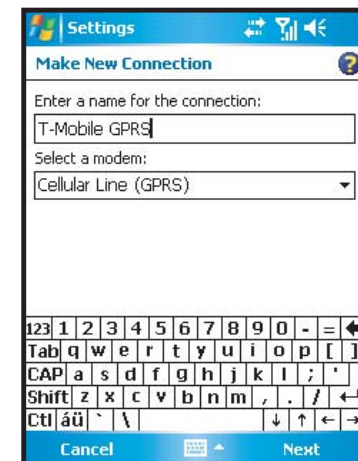 Settings
Make New Connection
?
Enter a name for the connection:
T-Mobile GPRS
Select a modem:
Cellular Line (GPRS)
123 1 2 3 4 5 6 7 8 9 0 - = ←
Tab q w e r t y u i o p [ ]
CAP a s d f g h j k l ; '
Shift z x c v b n m , . / ↵
Ctl áü ` \ ↓ ↑ ← →
Cancel Next